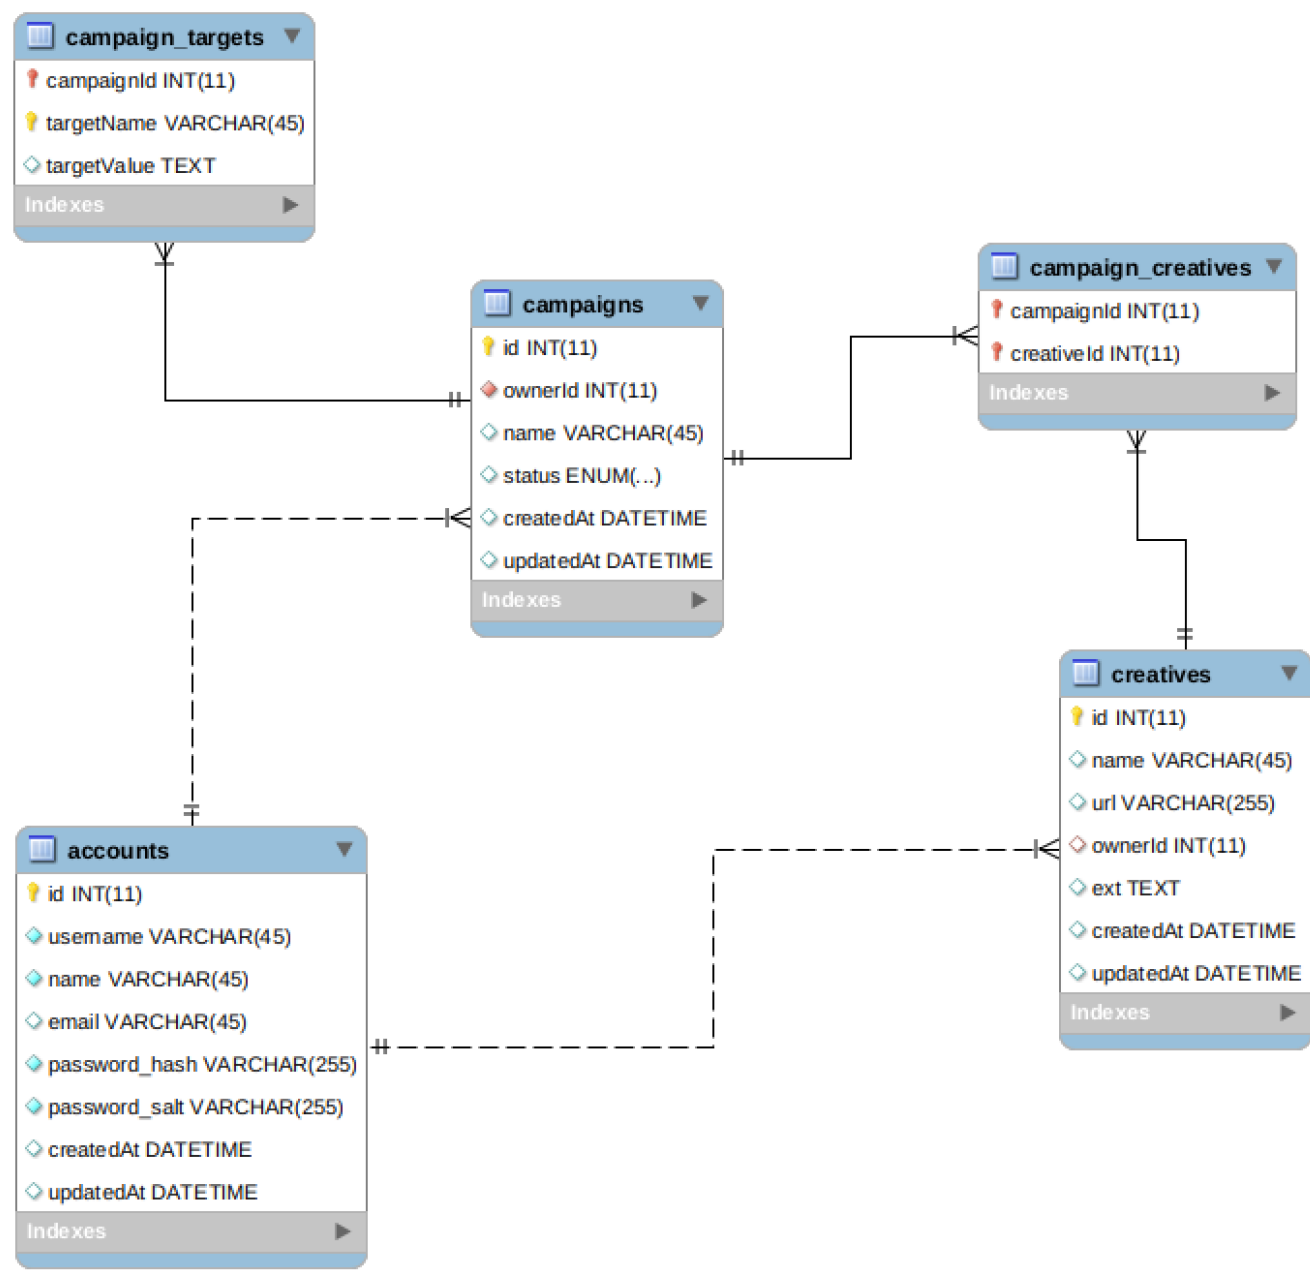 campaign_targets
campaignId INT(11)
targetName VARCHAR(45)
targetValue TEXT
Indexes
campaign_creatives
campaignId INT(11)
creativeId INT(11)
Indexes
campaigns
id INT(11)
ownerId INT(11)
name VARCHAR(45)
status ENUM(...)
createdAt DATETIME
updatedAt DATETIME
Indexes
creatives
id INT(11)
name VARCHAR(45)
url VARCHAR(255)
ownerId INT(11)
ext TEXT
createdAt DATETIME
updatedAt DATETIME
Indexes
accounts
id INT(11)
username VARCHAR(45)
name VARCHAR(45)
email VARCHAR(45)
password_hash VARCHAR(255)
password_salt VARCHAR(255)
createdAt DATETIME
updatedAt DATETIME
Indexes